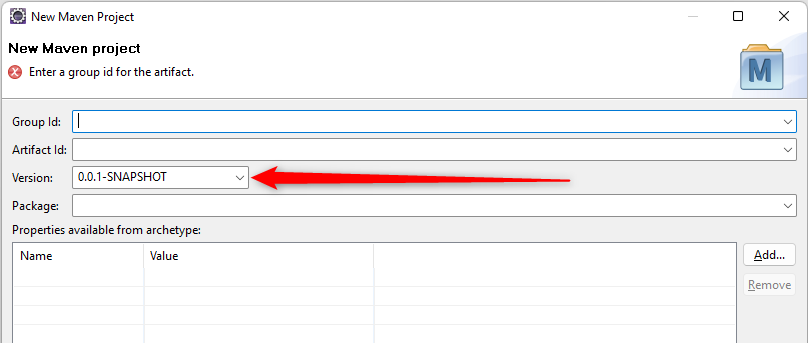 New Maven Project
New Maven project
Enter a group id for the artifact.
M
Group Id:
Artifact Id:
Version: 0.0.1-SNAPSHOT
Package:
Properties available from archetype:
Name Value
Add...
Remove